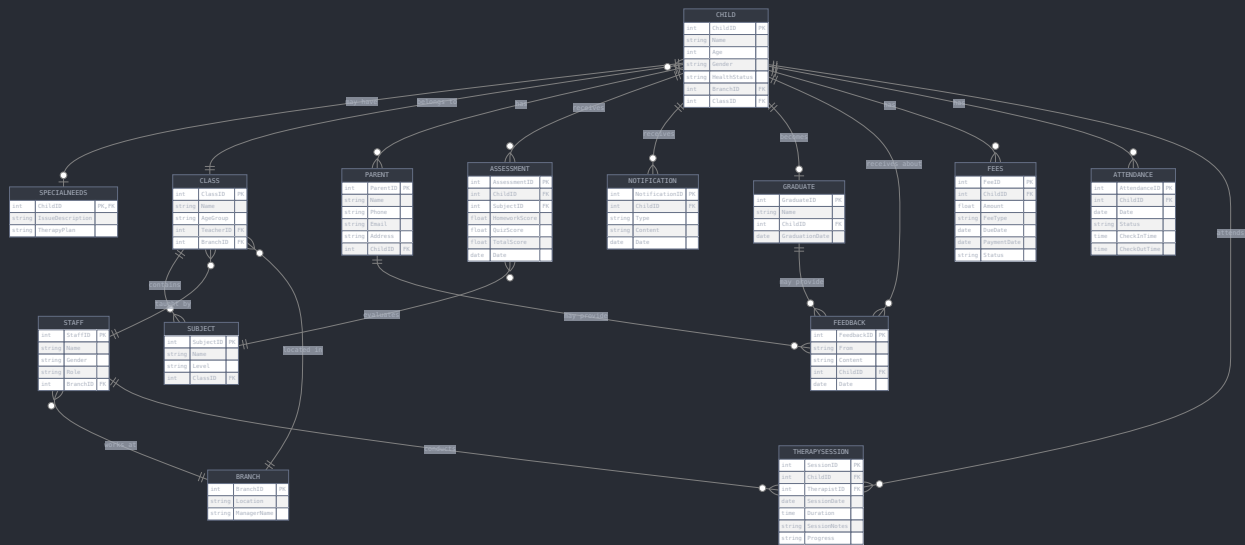 CHILD
int ChildID PK
string Name
int Age
string Gender
string HealthStatus
int BranchID FK
int ClassID FK
may have
belongs to
has
receives
receives
becomes
receives about
has
has
attends
SPECIALNEEDS
int ChildID PK,FK
string IssueDescription
string TherapyPlan
CLASS
int ClassID PK
string Name
string AgeGroup
int TeacherID FK
int BranchID FK
PARENT
int ParentID PK
string Name
string Phone
string Email
string Address
int ChildID FK
ASSESSMENT
int AssessmentID PK
int ChildID FK
int SubjectID FK
float HomeworkScore
float QuizScore
float TotalScore
date Date
NOTIFICATION
int NotificationID PK
int ChildID FK
string Type
string Content
date Date
GRADUATE
int GraduateID PK
string Name
int ChildID FK
date GraduationDate
FEES
int FeeID PK
int ChildID FK
float Amount
string FeeType
date DueDate
date PaymentDate
string Status
ATTENDANCE
int AttendanceID PK
int ChildID FK
date Date
string Status
time CheckInTime
time CheckOutTime
contains
taught by
evaluates
located in
may provide
may provide
STAFF
int StaffID PK
string Name
string Gender
string Role
int BranchID FK
SUBJECT
int SubjectID PK
string Name
string Level
int ClassID FK
FEEDBACK
int FeedbackID PK
string From
string Content
int ChildID FK
date Date
works_at
conducts
BRANCH
int BranchID PK
string Location
string ManagerName
THERAPYSESSION
int SessionID PK
int ChildID FK
int TherapistID FK
date SessionDate
time Duration
string SessionNotes
string Progress